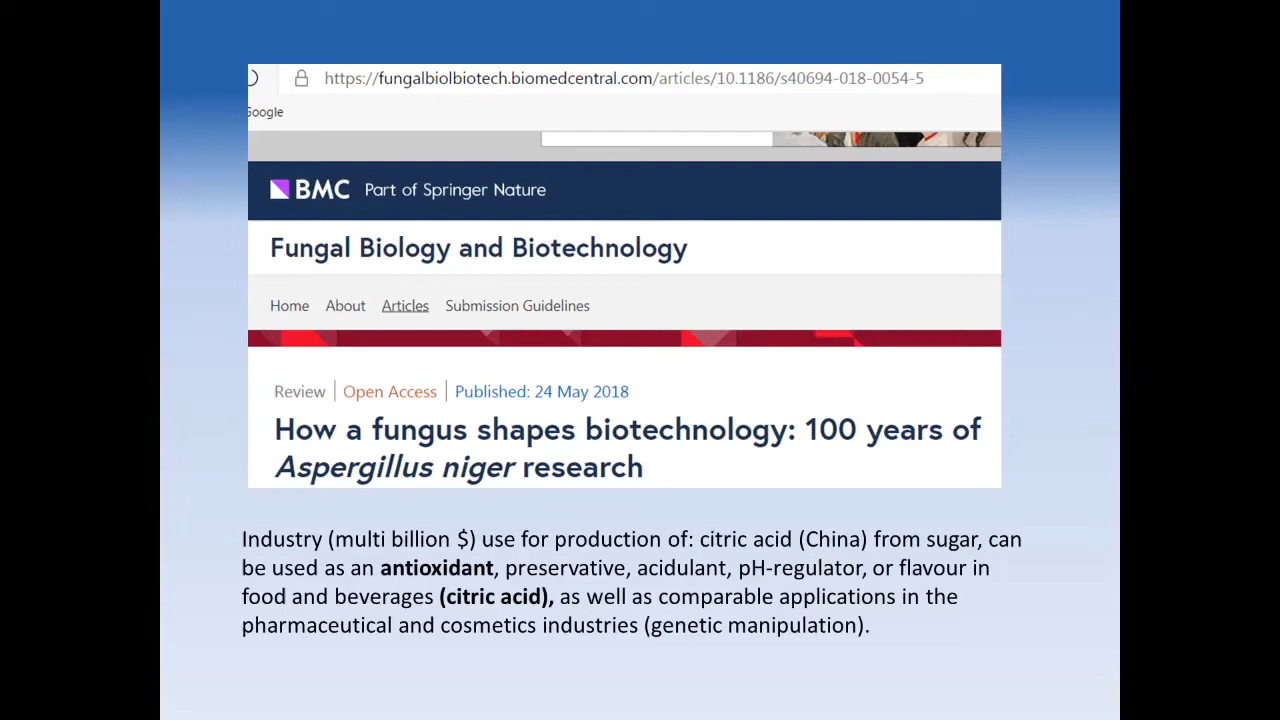 https://fungalbiolbiotech.biomedcentral.com/articles/10.1186/s40694-018-0054-5
Google
BMC Part of Springer Nature
Fungal Biology and Biotechnology
Home About Articles Submission Guidelines
Review | Open Access | Published: 24 May 2018
How a fungus shapes biotechnology: 100 years of
Aspergillus niger research
Industry (multi billion $) use for production of: citric acid (China) from sugar, can
be used as an antioxidant, preservative, acidulant, pH-regulator, or flavour in
food and beverages (citric acid), as well as comparable applications in the
pharmaceutical and cosmetics industries (genetic manipulation).